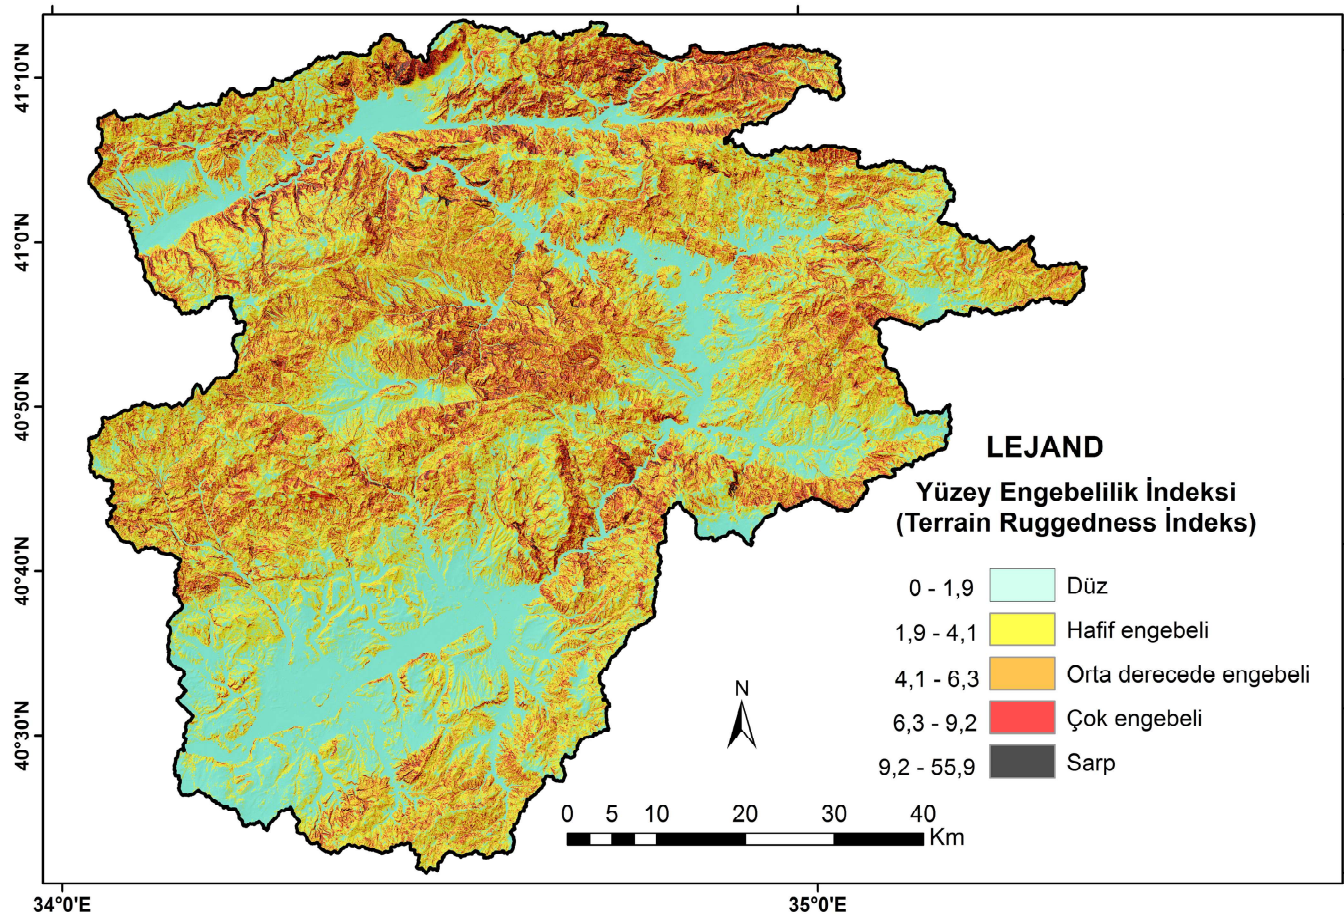 41°10'N
41°0'N
40°50'N
40°40'N
40°30'N
LEJAND
Yüzey Engebelilik İndeksi
(Terrain Ruggedness İndeks)
0 - 1,9 Düz
1,9 - 4,1 Hafif engebeli
4,1 - 6,3 Orta derecede engebeli
6,3 - 9,2 Çok engebeli
9,2 - 55,9 Sarp
N
0 5 10 20 30 40
Km
34°0'E 35°0'E